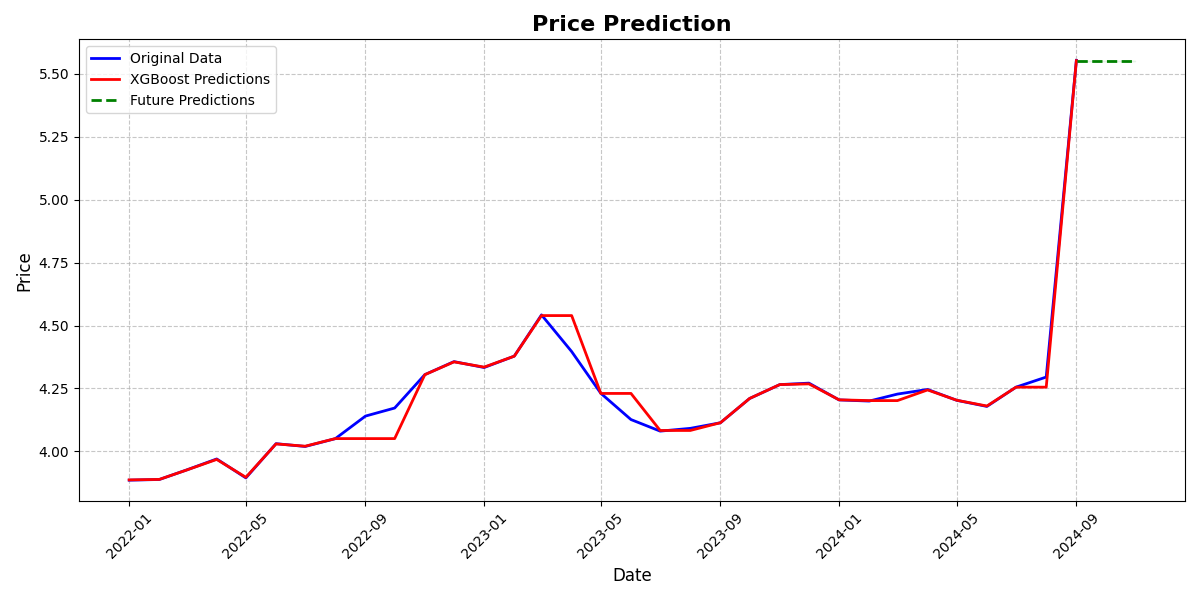 Price Prediction
Original Data
XGBoost Predictions
Future Predictions
Price
5.50
5.25
5.00
4.75
4.50
4.25
4.00
2022-01
2022-05
2022-09
2023-01
2023-05
2023-09
2024-01
2024-05
2024-09
Date